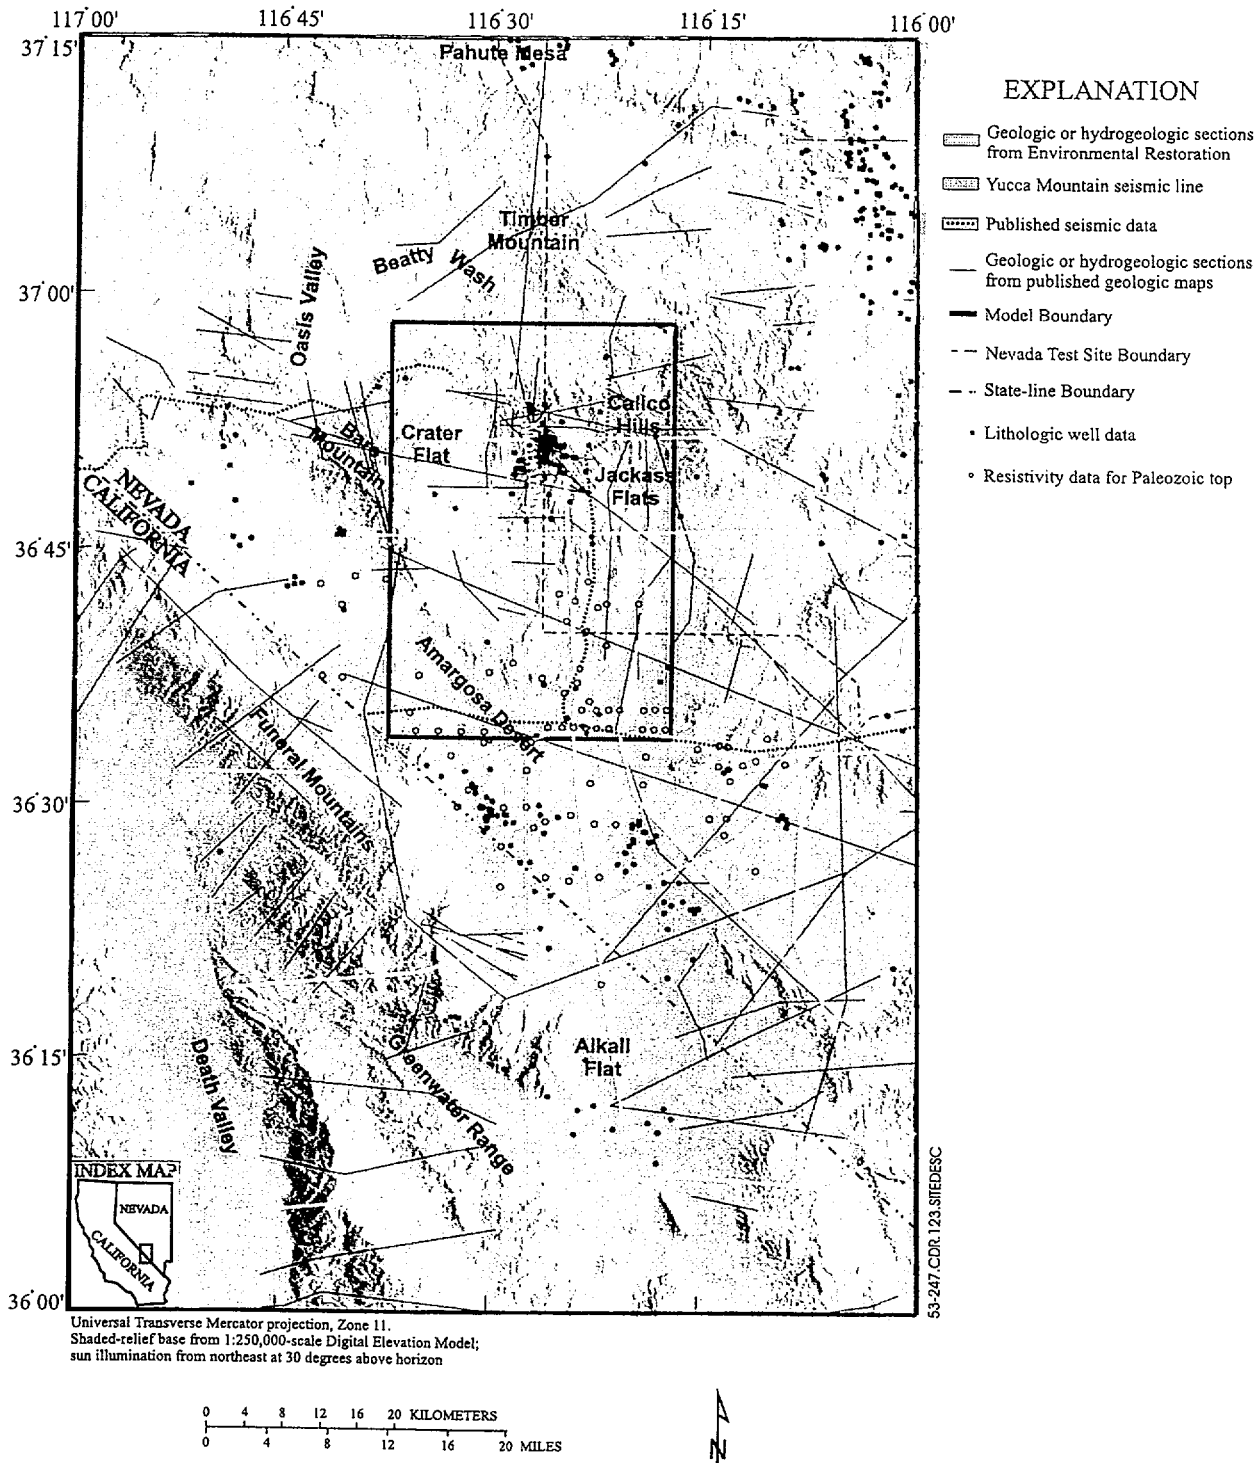 117°00'
116°45'
116°30'
116°15'
116°00'
37°15'
Pahute Mesa
Timber
Mountain
Beatty
Wash
Oasis Valley
37°00'
Calico
Hills
Bare
Mountain
Crater
Flat
Jackass
Flats
NEVADA
CALIFORNIA
36°45'
Amargosa Desert
Funeral Mountains
36°30'
36°15'
Death Valley
Greenwater Range
Alkali
Flat
36°00'
INDEX MAP
NEVADA
CALIFORNIA
EXPLANATION
Geologic or hydrogeologic sections
from Environmental Restoration
Yucca Mountain seismic line
Published seismic data
Geologic or hydrogeologic sections
from published geologic maps
Model Boundary
Nevada Test Site Boundary
State-line Boundary
Lithologic well data
Resistivity data for Paleozoic top
53-247.CDR.123.SITEDESC
Universal Transverse Mercator projection, Zone 11.
Shaded-relief base from 1:250,000-scale Digital Elevation Model;
sun illumination from northeast at 30 degrees above horizon
0 4 8 12 16 20 KILOMETERS
0 4 8 12 16 20 MILES
N